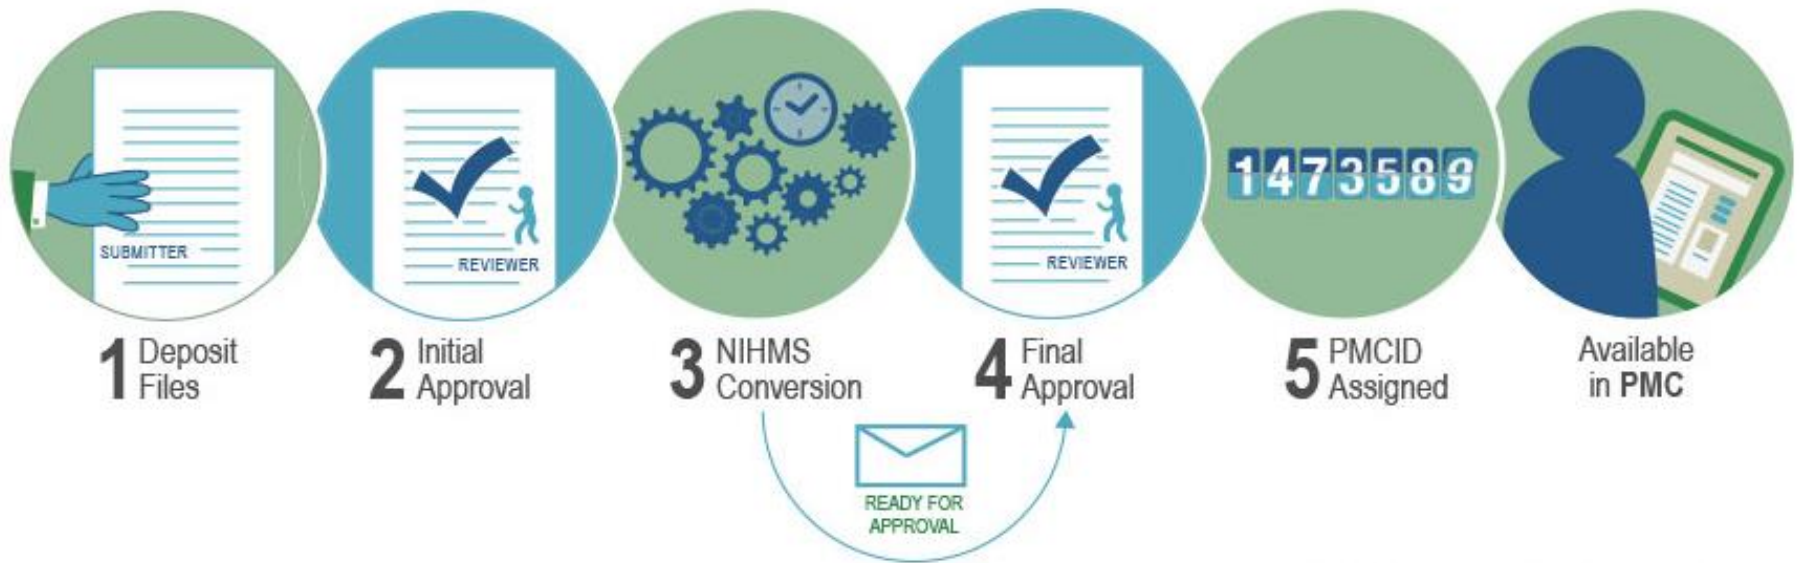 SUBMITTER
REVIEWER
REVIEWER
1473589
1 Deposit
Files
2 Initial
Approval
3 NIHMS
Conversion
4 Final
Approval
5 PMCID
Assigned
Available
in PMC
READY FOR
APPROVAL